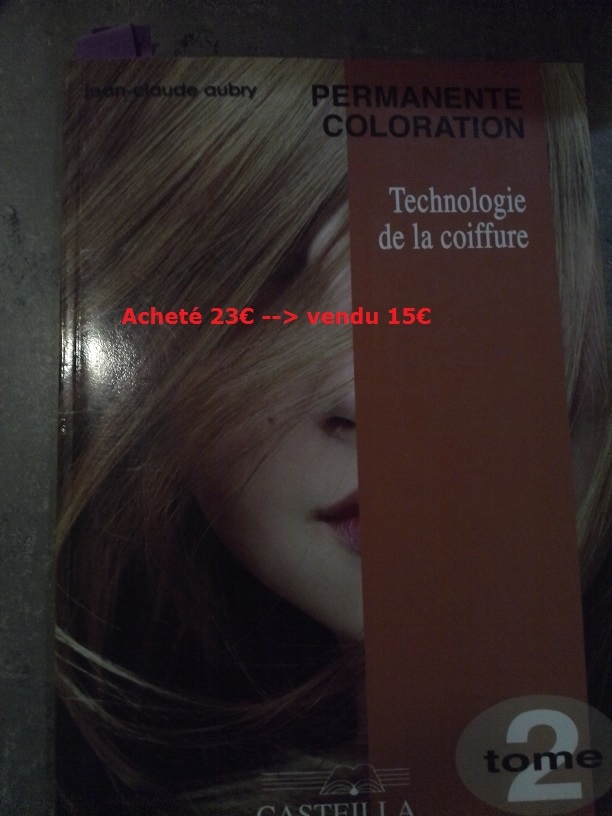 jean-claude aubry
PERMANENTE
COLORATION
Technologie
de la coiffure
Acheté 23€ --> vendu 15€
2
tome
CASTEILLA